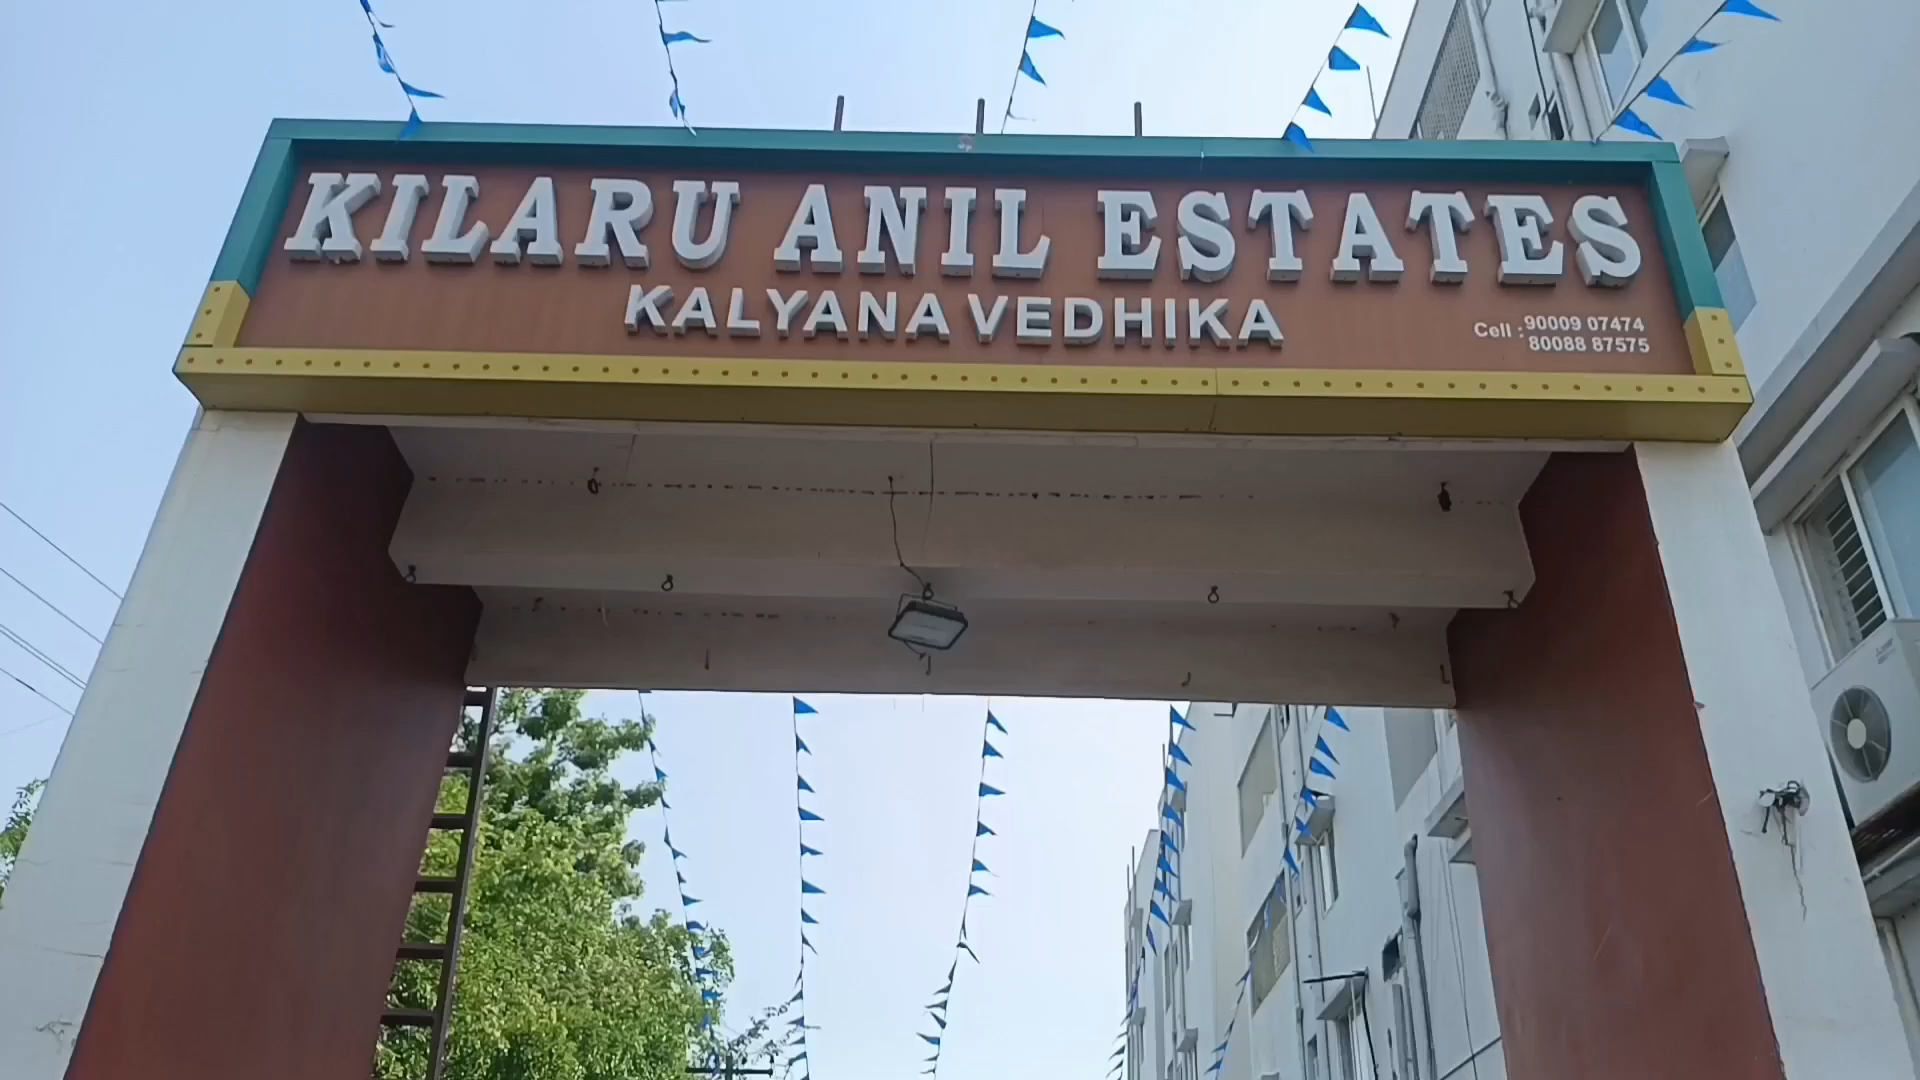 KILARU ANIL ESTATES
KALYANA VEDHIKA
Cell : 90009 07474
80088 87575